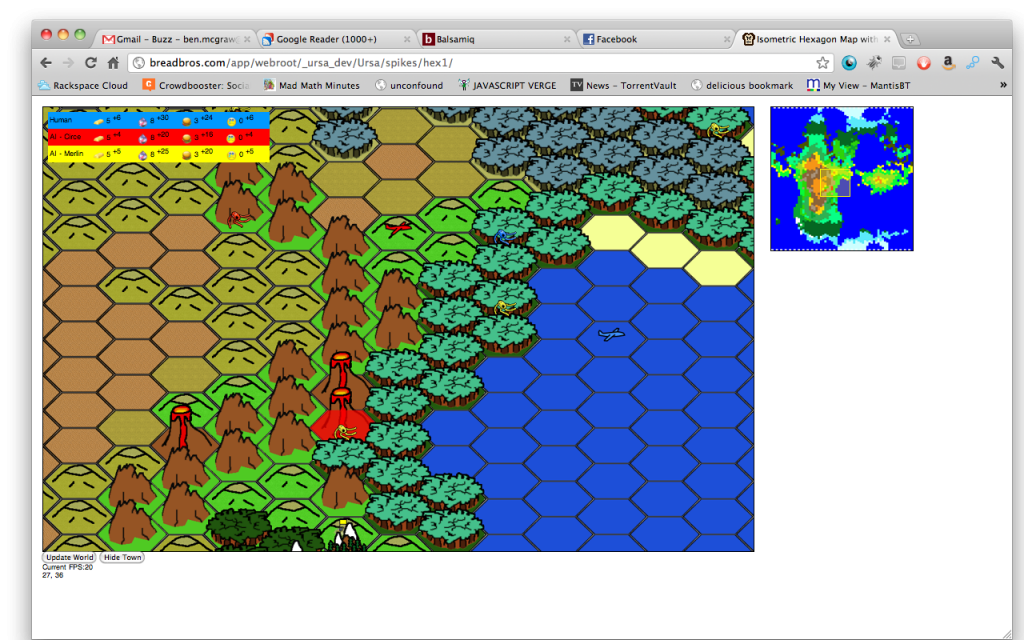 Gmail - Buzz - ben.mcgraw
Google Reader (1000+)
Balsamiq
Facebook
Isometric Hexagon Map with
breadbros.com/app/webroot/_ursa_dev/Ursa/spikes/hex1/
Rackspace Cloud
Crowdbooster: Socia
Mad Math Minutes
unconfound
JAVASCRIPT VERGE
News - TorrentVault
delicious bookmark
My View - MantisBT
»
Human 5 +6 8 +30 3 +24 0 +6
AI - Circe 5 +4 8 +20 3 +16 0 +4
AI - Merlin 5 +5 8 +25 3 +20 0 +5
Update World
Hide Town
Current FPS:20
27, 36